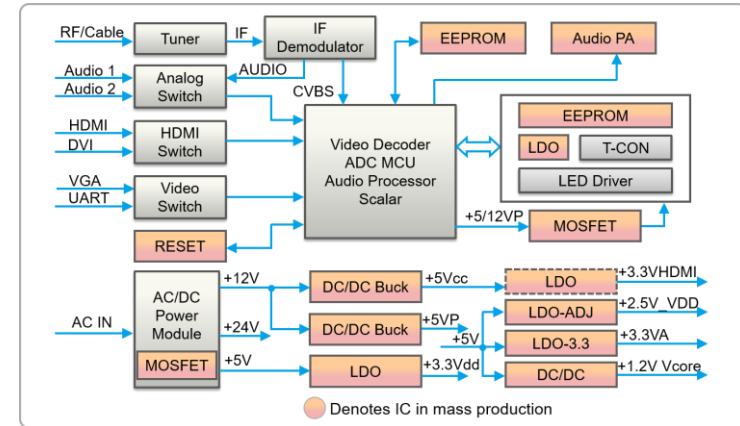 RF/Cable
Tuner
IF
IF
Demodulator
EEPROM
Audio PA
Audio 1
Audio 2
Analog
Switch
AUDIO
CVBS
HDMI
DVI
HDMI
Switch
Video Decoder
ADC MCU
Audio Processor
Scalar
EEPROM
LDO
T-CON
LED Driver
VGA
UART
Video
Switch
+5/12VP
MOSFET
RESET
AC IN
AC/DC
Power
Module
MOSFET
+12V
+24V
+5V
DC/DC Buck
+5Vcc
DC/DC Buck
+5VP
LDO
+3.3Vdd
+5V
LDO
+3.3VHDMI
LDO-ADJ
+2.5V_VDD
LDO-3.3
+3.3VA
DC/DC
+1.2V Vcore
Denotes IC in mass production